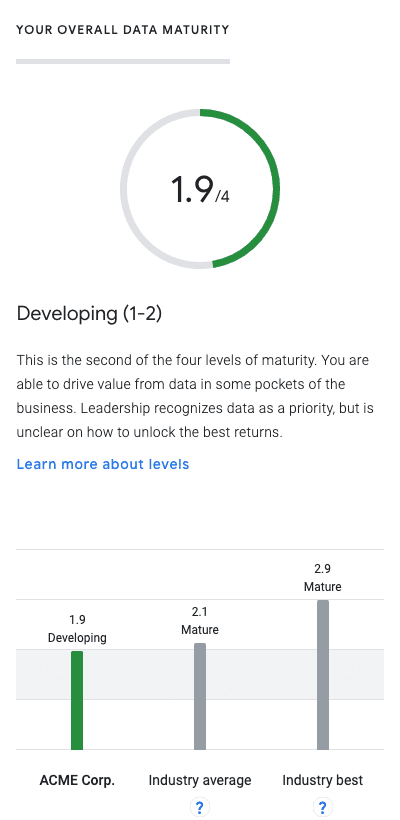 YOUR OVERALL DATA MATURITY
1.9/4
Developing (1-2)
This is the second of the four levels of maturity. You are
able to drive value from data in some pockets of the
business. Leadership recognizes data as a priority, but is
unclear on how to unlock the best returns.
Learn more about levels
2.9
Mature
2.1
Mature
1.9
Developing
ACME Corp. Industry average Industry best
? ?